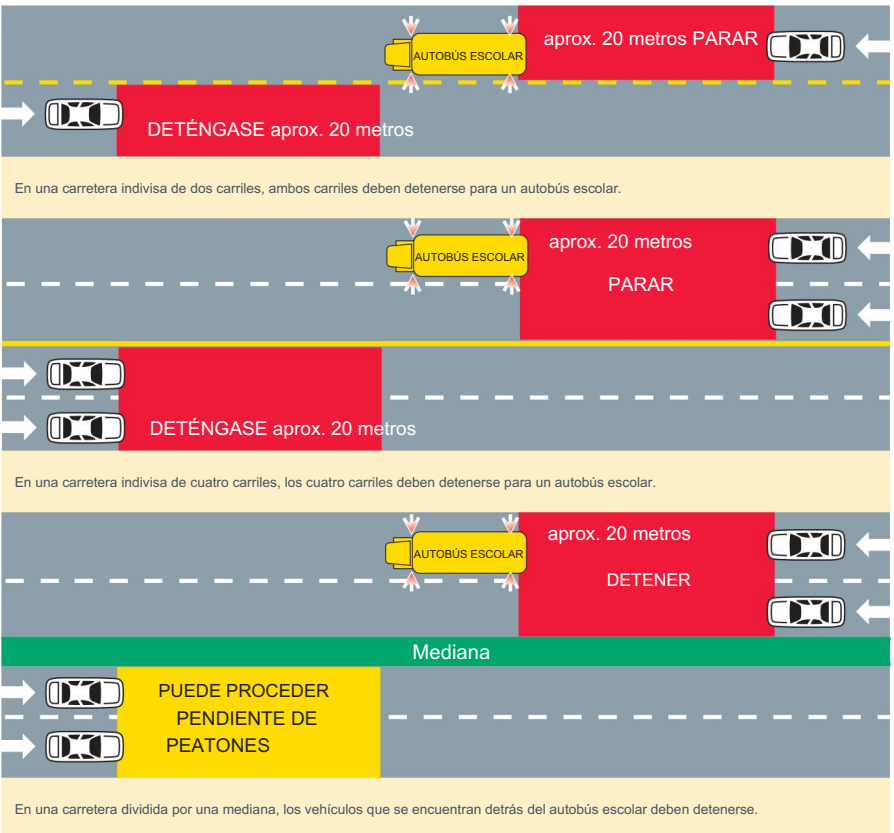 AUTOBÚS ESCOLAR
aprox. 20 metros PARAR
DETÉNGASE aprox. 20 metros
En una carretera indivisa de dos carriles, ambos carriles deben detenerse para un autobús escolar.
AUTOBÚS ESCOLAR
aprox. 20 metros
PARAR
DETÉNGASE aprox. 20 metros
En una carretera indivisa de cuatro carriles, los cuatro carriles deben detenerse para un autobús escolar.
AUTOBÚS ESCOLAR
aprox. 20 metros
DETENER
Mediana
PUEDE PROCEDER
PENDIENTE DE
PEATONES
En una carretera dividida por una mediana, los vehículos que se encuentran detrás del autobús escolar deben detenerse.